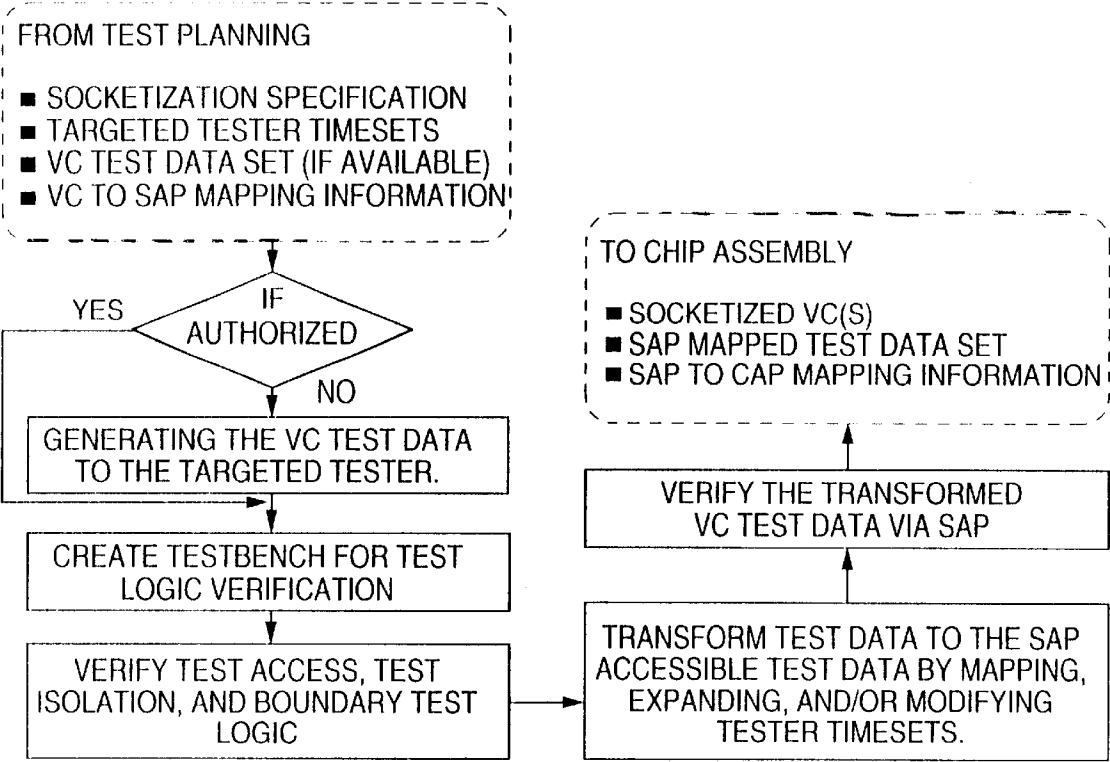 FROM TEST PLANNING
■ SOCKETIZATION SPECIFICATION
■ TARGETED TESTER TIMESETS
■ VC TEST DATA SET (IF AVAILABLE)
■ VC TO SAP MAPPING INFORMATION
IF
AUTHORIZED
YES
NO
GENERATING THE VC TEST DATA
TO THE TARGETED TESTER.
CREATE TESTBENCH FOR TEST
LOGIC VERIFICATION
VERIFY TEST ACCESS, TEST
ISOLATION, AND BOUNDARY TEST
LOGIC
TRANSFORM TEST DATA TO THE SAP
ACCESSIBLE TEST DATA BY MAPPING,
EXPANDING, AND/OR MODIFYING
TESTER TIMESETS.
VERIFY THE TRANSFORMED
VC TEST DATA VIA SAP
TO CHIP ASSEMBLY
■ SOCKETIZED VC(S)
■ SAP MAPPED TEST DATA SET
■ SAP TO CAP MAPPING INFORMATION